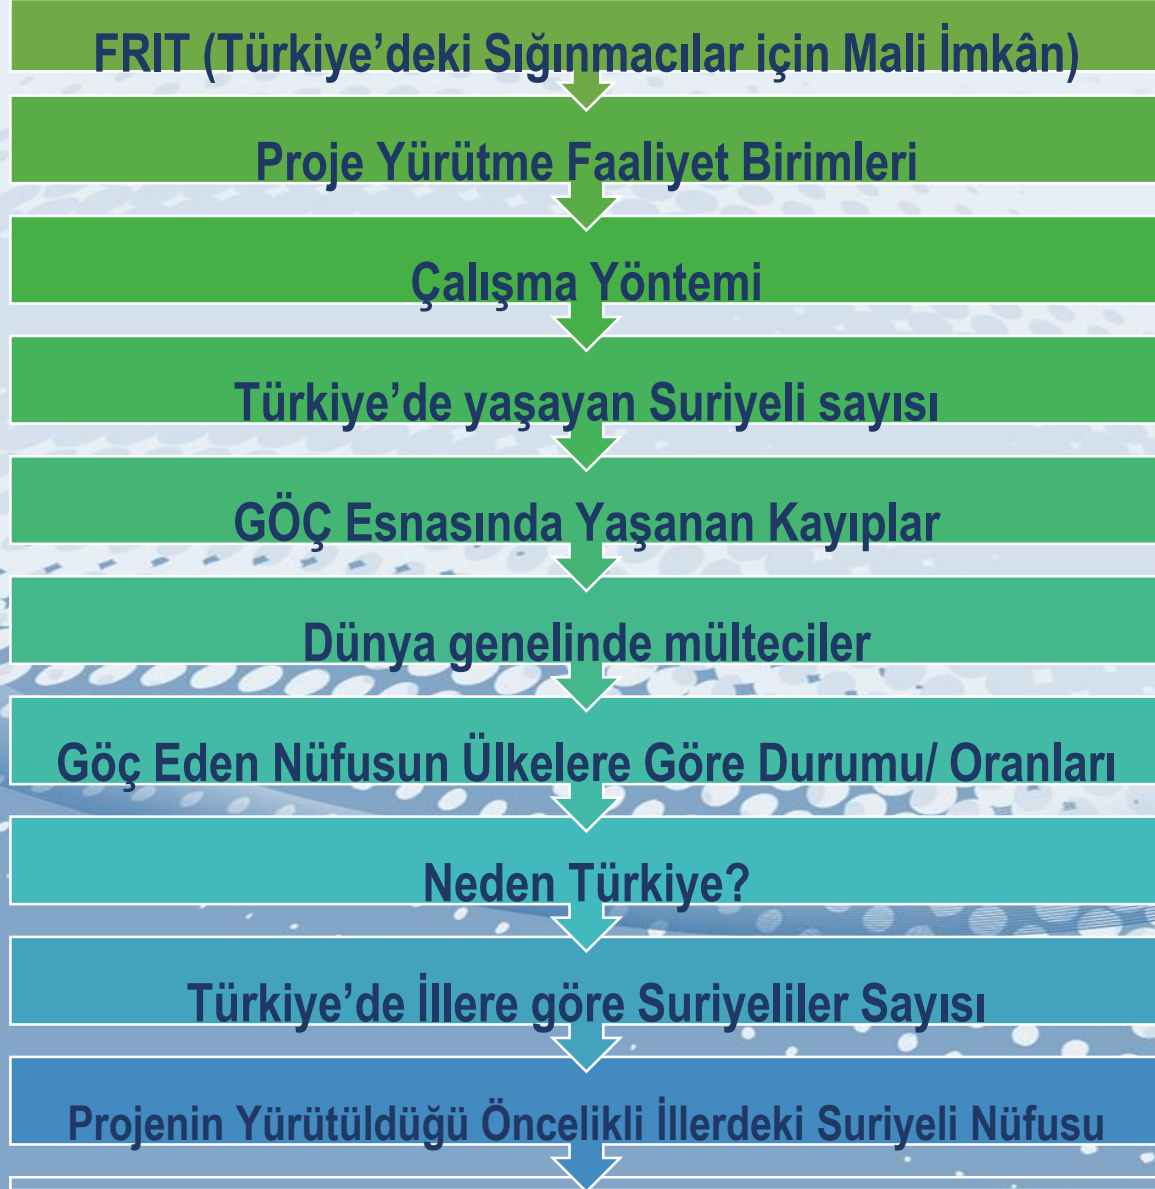 FRIT (Türkiye’deki Sığınmacılar için Mali İmkân)
Proje Yürütme Faaliyet Birimleri
Çalışma Yöntemi
Türkiye’de yaşayan Suriyeli sayısı
GÖÇ Esnasında Yaşanan Kayıplar
Dünya genelinde mülteciler
Göç Eden Nüfusun Ülkelere Göre Durumu/ Oranları
Neden Türkiye?
Türkiye’de İllere göre Suriyeliler Sayısı
Projenin Yürütüldüğü Öncelikli İllerdeki Suriyeli Nüfusu